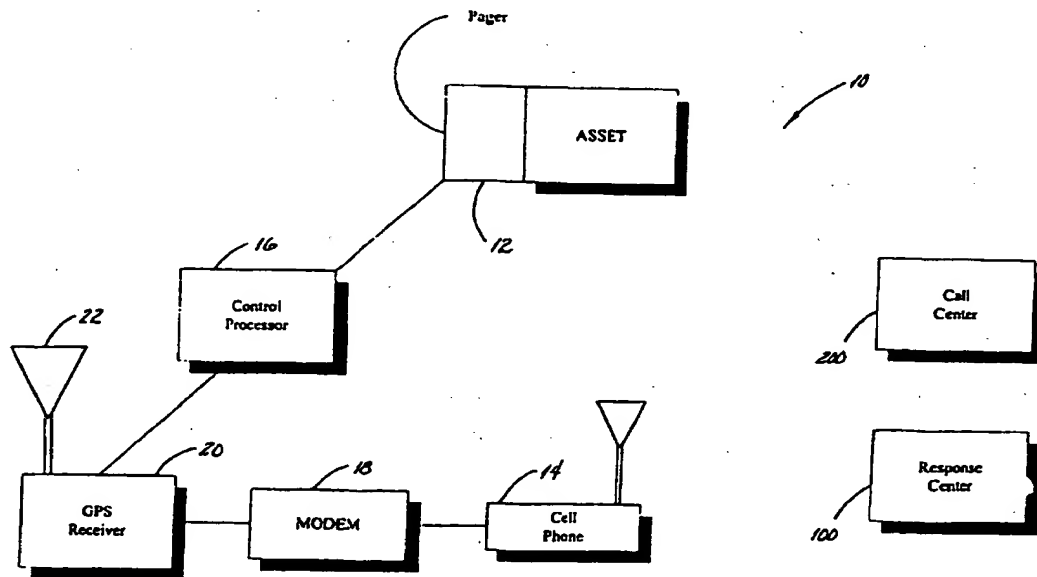 Pager
10
ASSET
12
16
Control
Processor
22
Call
Center
200
20
18
14
GPS
Receiver
MODEM
Cell
Phone
Response
Center
100